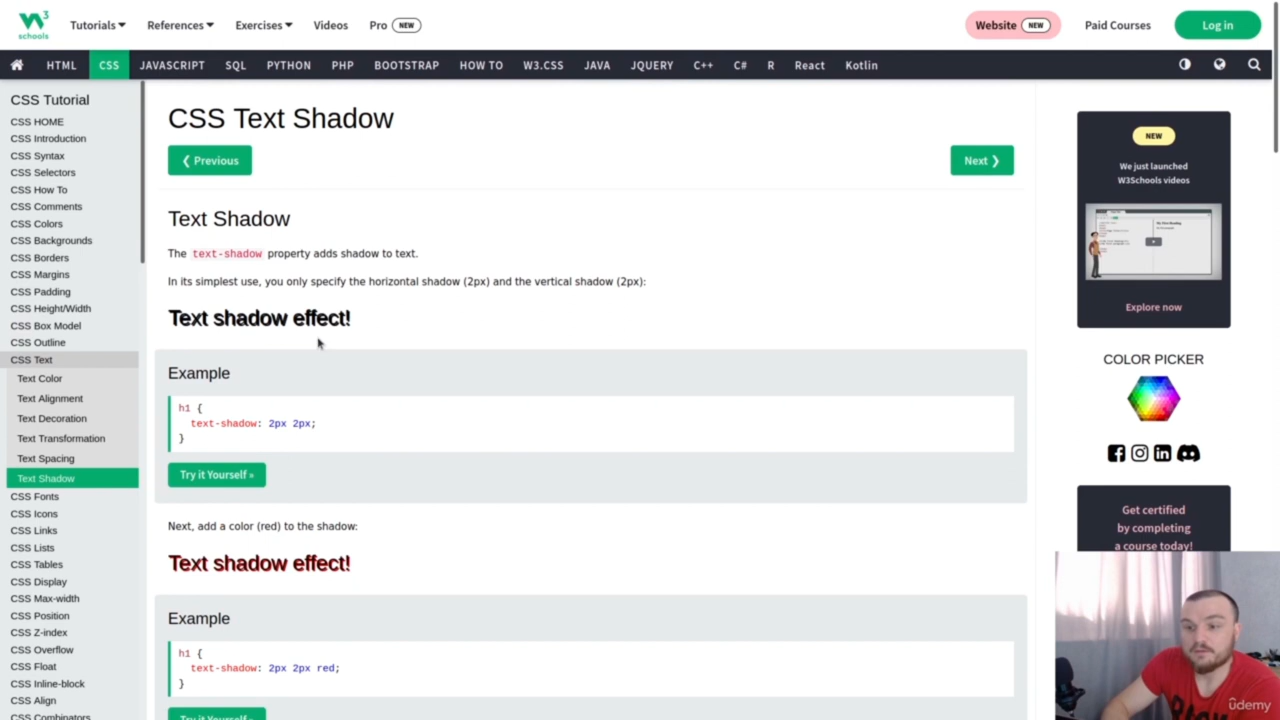 W3
schools
Tutorials
References
Exercises
Videos
Pro NEW
Website NEW
Paid Courses
Log in
HTML
CSS
JAVASCRIPT
SQL
PYTHON
PHP
BOOTSTRAP
HOW TO
W3.CSS
JAVA
JQUERY
C++
C#
R
React
Kotlin
CSS Tutorial
CSS HOME
CSS Introduction
CSS Syntax
CSS Selectors
CSS How To
CSS Comments
CSS Colors
CSS Backgrounds
CSS Borders
CSS Margins
CSS Padding
CSS Height/Width
CSS Box Model
CSS Outline
CSS Text
Text Color
Text Alignment
Text Decoration
Text Transformation
Text Spacing
Text Shadow
CSS Fonts
CSS Icons
CSS Links
CSS Lists
CSS Tables
CSS Display
CSS Max-width
CSS Position
CSS Z-index
CSS Overflow
CSS Float
CSS Inline-block
CSS Align
CSS Combinators
CSS Text Shadow
❮ Previous
Next ❯
Text Shadow
The text-shadow property adds shadow to text.
In its simplest use, you only specify the horizontal shadow (2px) and the vertical shadow (2px):
Text shadow effect!
Example
h1 {
text-shadow: 2px 2px;
}
Try it Yourself »
Next, add a color (red) to the shadow:
Text shadow effect!
Example
h1 {
text-shadow: 2px 2px red;
}
Try it Yourself »
NEW
We just launched
W3Schools videos
Explore now
COLOR PICKER
Get certified
by completing
a course today!
ûdemy